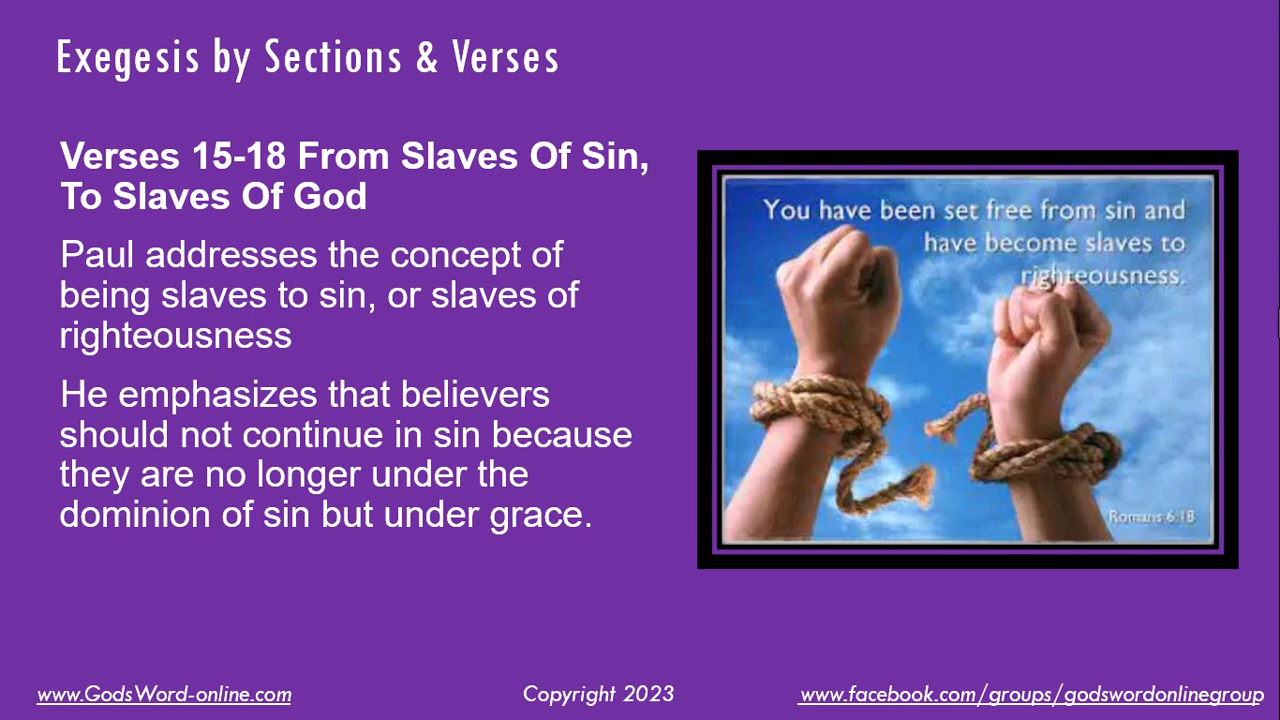 Exegesis by Sections & Verses
Verses 15-18 From Slaves Of Sin,
To Slaves Of God
Paul addresses the concept of
being slaves to sin, or slaves of
righteousness
He emphasizes that believers
should not continue in sin because
they are no longer under the
dominion of sin but under grace.
You have been set free from sin and
have become slaves to
righteousness.
Romans 6:18
www.GodsWord-online.com
Copyright 2023
www.facebook.com/groups/godswordonlinegroup